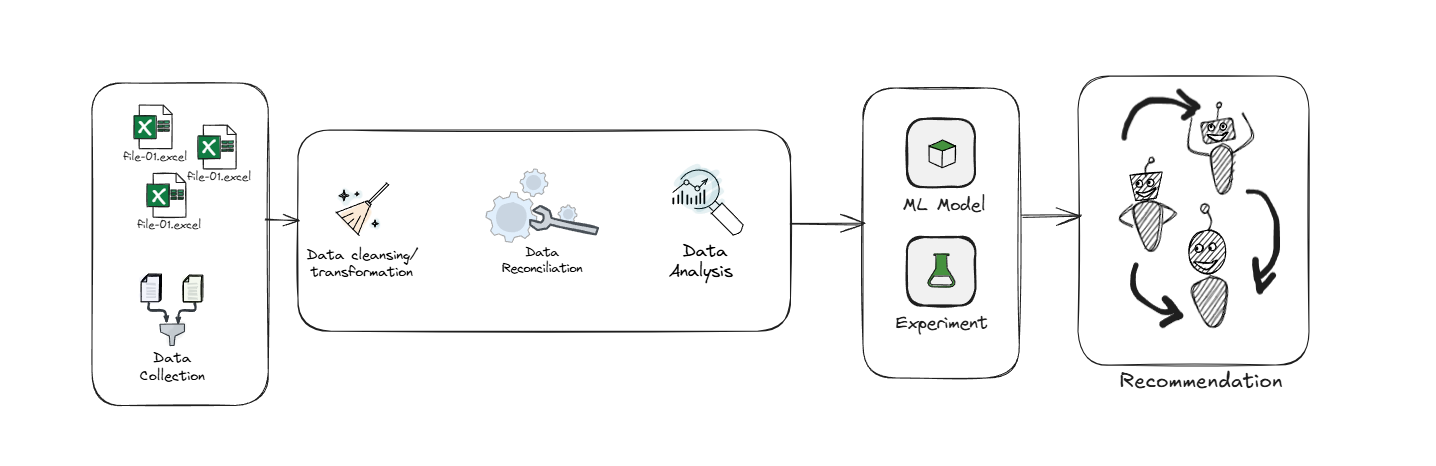 file-01.excel
file-01.excel
file-01.excel
Data
Collection
Data cleansing/
transformation
Data
Reconciliation
Data
Analysis
ML Model
Experiment
Recommendation